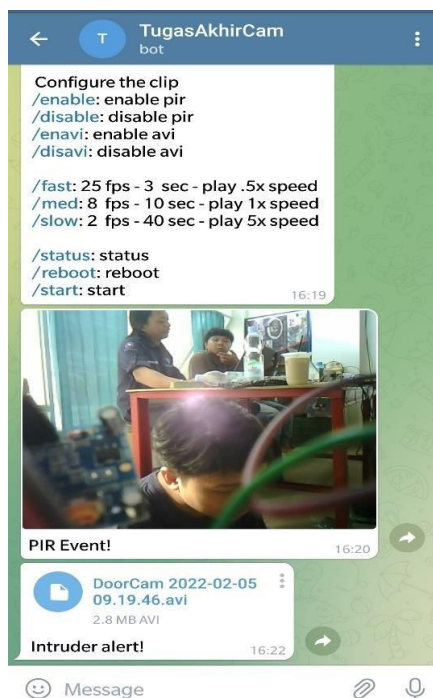 T
TugasAkhirCam
bot
Configure the clip
/enable: enable pir
/disable: disable pir
/enavi: enable avi
/disavi: disable avi
/fast: 25 fps - 3 sec - play .5x speed
/med: 8 fps - 10 sec - play 1x speed
/slow: 2 fps - 40 sec - play 5x speed
/status: status
/reboot: reboot
/start: start
16:19
PIR Event!
16:20
DoorCam 2022-02-05
09.19.46.avi
2.8 MB AVI
Intruder alert!
16:22
Message